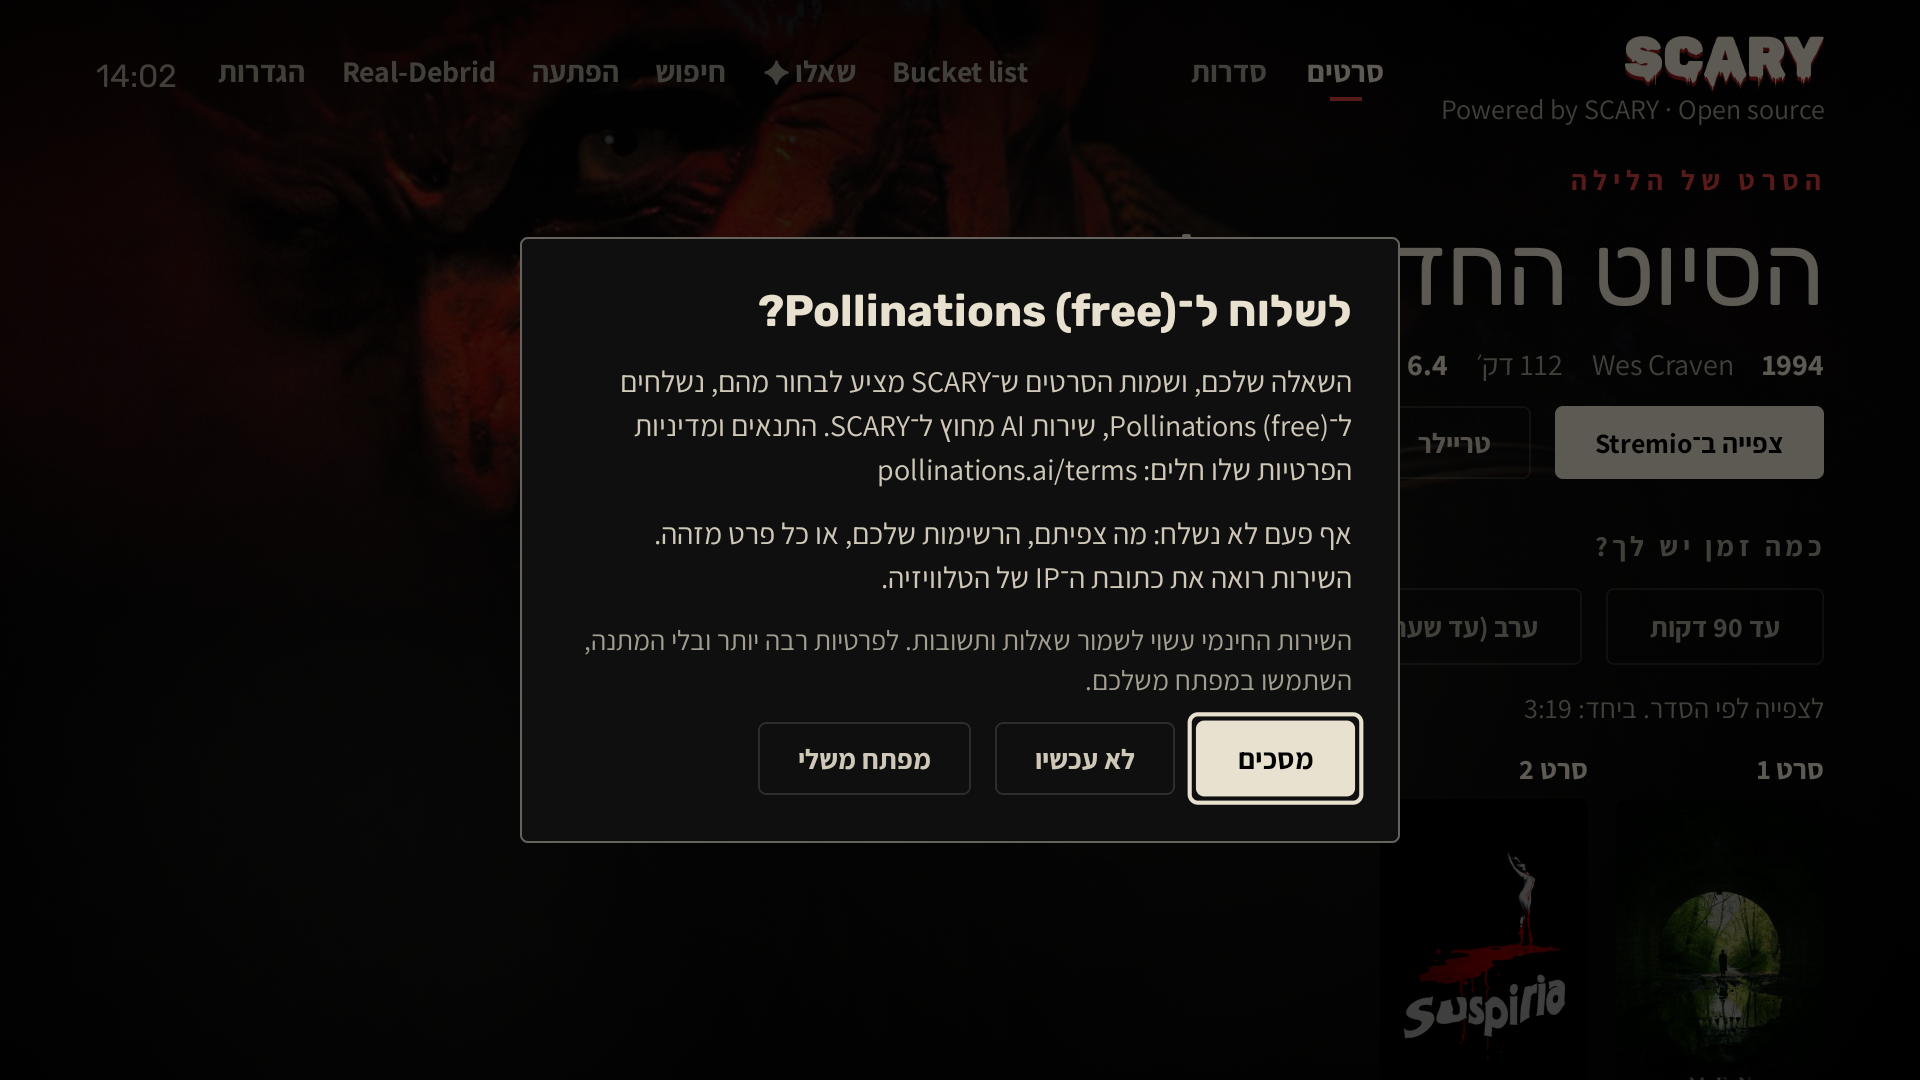 SCARY
Powered by SCARY · Open source
סרטים
סדרות
Bucket list
שאלו
חיפוש
הפתעה
Real-Debrid
הגדרות
14:02
הסרט של הלילה
הסיוט החד
1994 Wes Craven 112 דק׳ 6.4
צפייה ב־Stremio
טריילר
כמה זמן יש לך?
עד 90 דקות
ערב (עד
לצפייה לפי הסדר. ביחד: 3:19
סרט 1
סרט 2
Suspiria
לשלוח ל־Pollinations (free)?
השאלה שלכם, ושמות הסרטים ש־SCARY מציע לבחור מהם, נשלחים
ל־Pollinations (free), שירות AI מחוץ ל־SCARY. התנאים ומדיניות
הפרטיות שלו חלים: pollinations.ai/terms
אף פעם לא נשלח: מה צפיתם, הרשימות שלכם, או כל פרט מזהה.
השירות רואה את כתובת ה־IP של הטלוויזיה.
השירות החינמי עשוי לשמור שאלות ותשובות. לפרטיות רבה יותר ובלי המתנה,
השתמשו במפתח משלכם.
מסכים
לא עכשיו
מפתח משלי